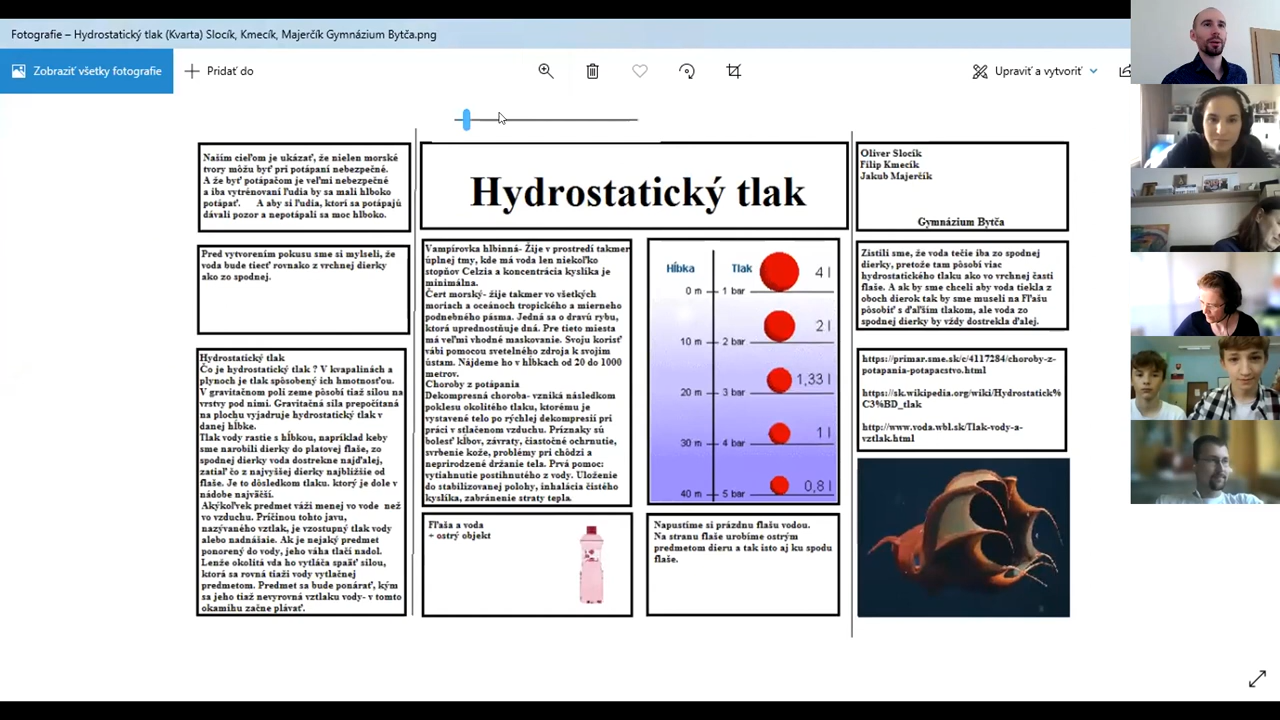 Fotografie – Hydrostatický tlak (Kvarta) Slocík, Kmecík, Majerčík Gymnázium Bytča.png
Zobraziť všetky fotografie
Pridať do
Upraviť a vytvoriť
Naším cieľom je ukázať, že nielen morské
tvory môžu byť pri potápaní nebezpečné.
A že byť potápačom je veľmi nebezpečné
a iba vytrénovaní ľudia by sa mali hlboko
potápať. A aby si ľudia, ktorí sa potápajú
dávali pozor a nepotápali sa moc hlboko.
Pred vytvorením pokusu sme si mysleli, že
voda bude tiecť rovnako z vrchnej dierky
ako zo spodnej.
Hydrostatický tlak
Čo je hydrostatický tlak ? V kvapalinách a
plynoch je tlak spôsobený ich hmotnosťou.
V gravitačnom poli zeme pôsobí tiaž silou na
vrstvy pod nimi. Gravitačná sila prepočítaná
na plochu vyjadruje hydrostatický tlak v
danej hĺbke.
Tlak vody rastie s hĺbkou, napríklad keby
sme narobili dierky do platovej fľaše, zo
spodnej dierky voda dostrekne najďalej,
zatiaľ čo z najvyššej dierky najbližšie od
fľaše. Je to dôsledkom tlaku. ktorý je dole v
nádobe najväčší.
Akýkoľvek predmet váži menej vo vode než
vo vzduchu. Príčinou tohto javu,
nazývaného vztlak, je vzostupný tlak vody
alebo nadnášaie. Ak je nejaký predmet
ponorený do vody, jeho váha tlačí nadol.
Lenže okolitá vda ho vytláča spaäť silou,
ktorá sa rovná tiaži vody vytlačnej
predmetom. Predmet sa bude ponárať, kým
sa jeho tiaž nevyrovná vztlaku vody- v tomto
okamihu začne plávať.
Hydrostatický tlak
Vampírovka hlbinná- Žije v prostredí takmer
úplnej tmy, kde má voda len niekoľko
stopňov Celzia a koncentrácia kyslíka je
minimálna.
Čert morský- žije takmer vo všetkých
moriach a oceánoch tropického a mierneho
podnebného pásma. Jedná sa o dravú rybu,
ktorá uprednostňuje dná. Pre tieto miesta
má veľmi vhodné maskovanie. Svoju korisť
vábi pomocou svetelného zdroja k svojim
ústam. Nájdeme ho v hĺbkach od 20 do 1000
metrov.
Choroby z potápania
Dekompresná choroba- vzniká následkom
poklesu okolitého tlaku, ktorému je
vystavené telo po rýchlej dekompresii pri
práci v stlačenom vzduchu. Príznaky sú
bolesť kĺbov, závraty, čiastočné ochrnutie,
svrbenie kože, problémy pri chôdzi a
neprirodzené držanie tela. Prvá pomoc:
vytiahnutie postihnutého z vody. Uloženie
do stabilizovanej polohy, inhalácia čistého
kyslíka, zabránenie straty tepla.
Hĺbka Tlak 4 l
0 m 1 bar
2 l
10 m 2 bar
1,33 l
20 m 3 bar
1 l
30 m 4 bar
0,8 l
40 m 5 bar
Fľaša a voda
+ ostrý objekt
Napustíme si prázdnu flašu vodou.
Na stranu flaše urobíme ostrým
predmetom dieru a tak isto aj ku spodu
flaše.
Oliver Slocík
Filip Kmecík
Jakub Majerčík
Gymnázium Bytča
Zistili sme, že voda tečie iba zo spodnej
dierky, pretože tam pôsobí viac
hydrostatického tlaku ako vo vrchnej časti
flaše. A ak by sme chceli aby voda tiekla z
oboch dierok tak by sme museli na Fľašu
pôsobiť s ďaľším tlakom, ale voda zo
spodnej dierky by vždy dostrekla ďalej.
https://primar.sme.sk/c/4117284/choroby-z-
potapania-potapacstvo.html
https://sk.wikipedia.org/wiki/Hydrostatick%
C3%BD_tlak
http://www.voda.wbl.sk/Tlak-vody-a-
vztlak.html